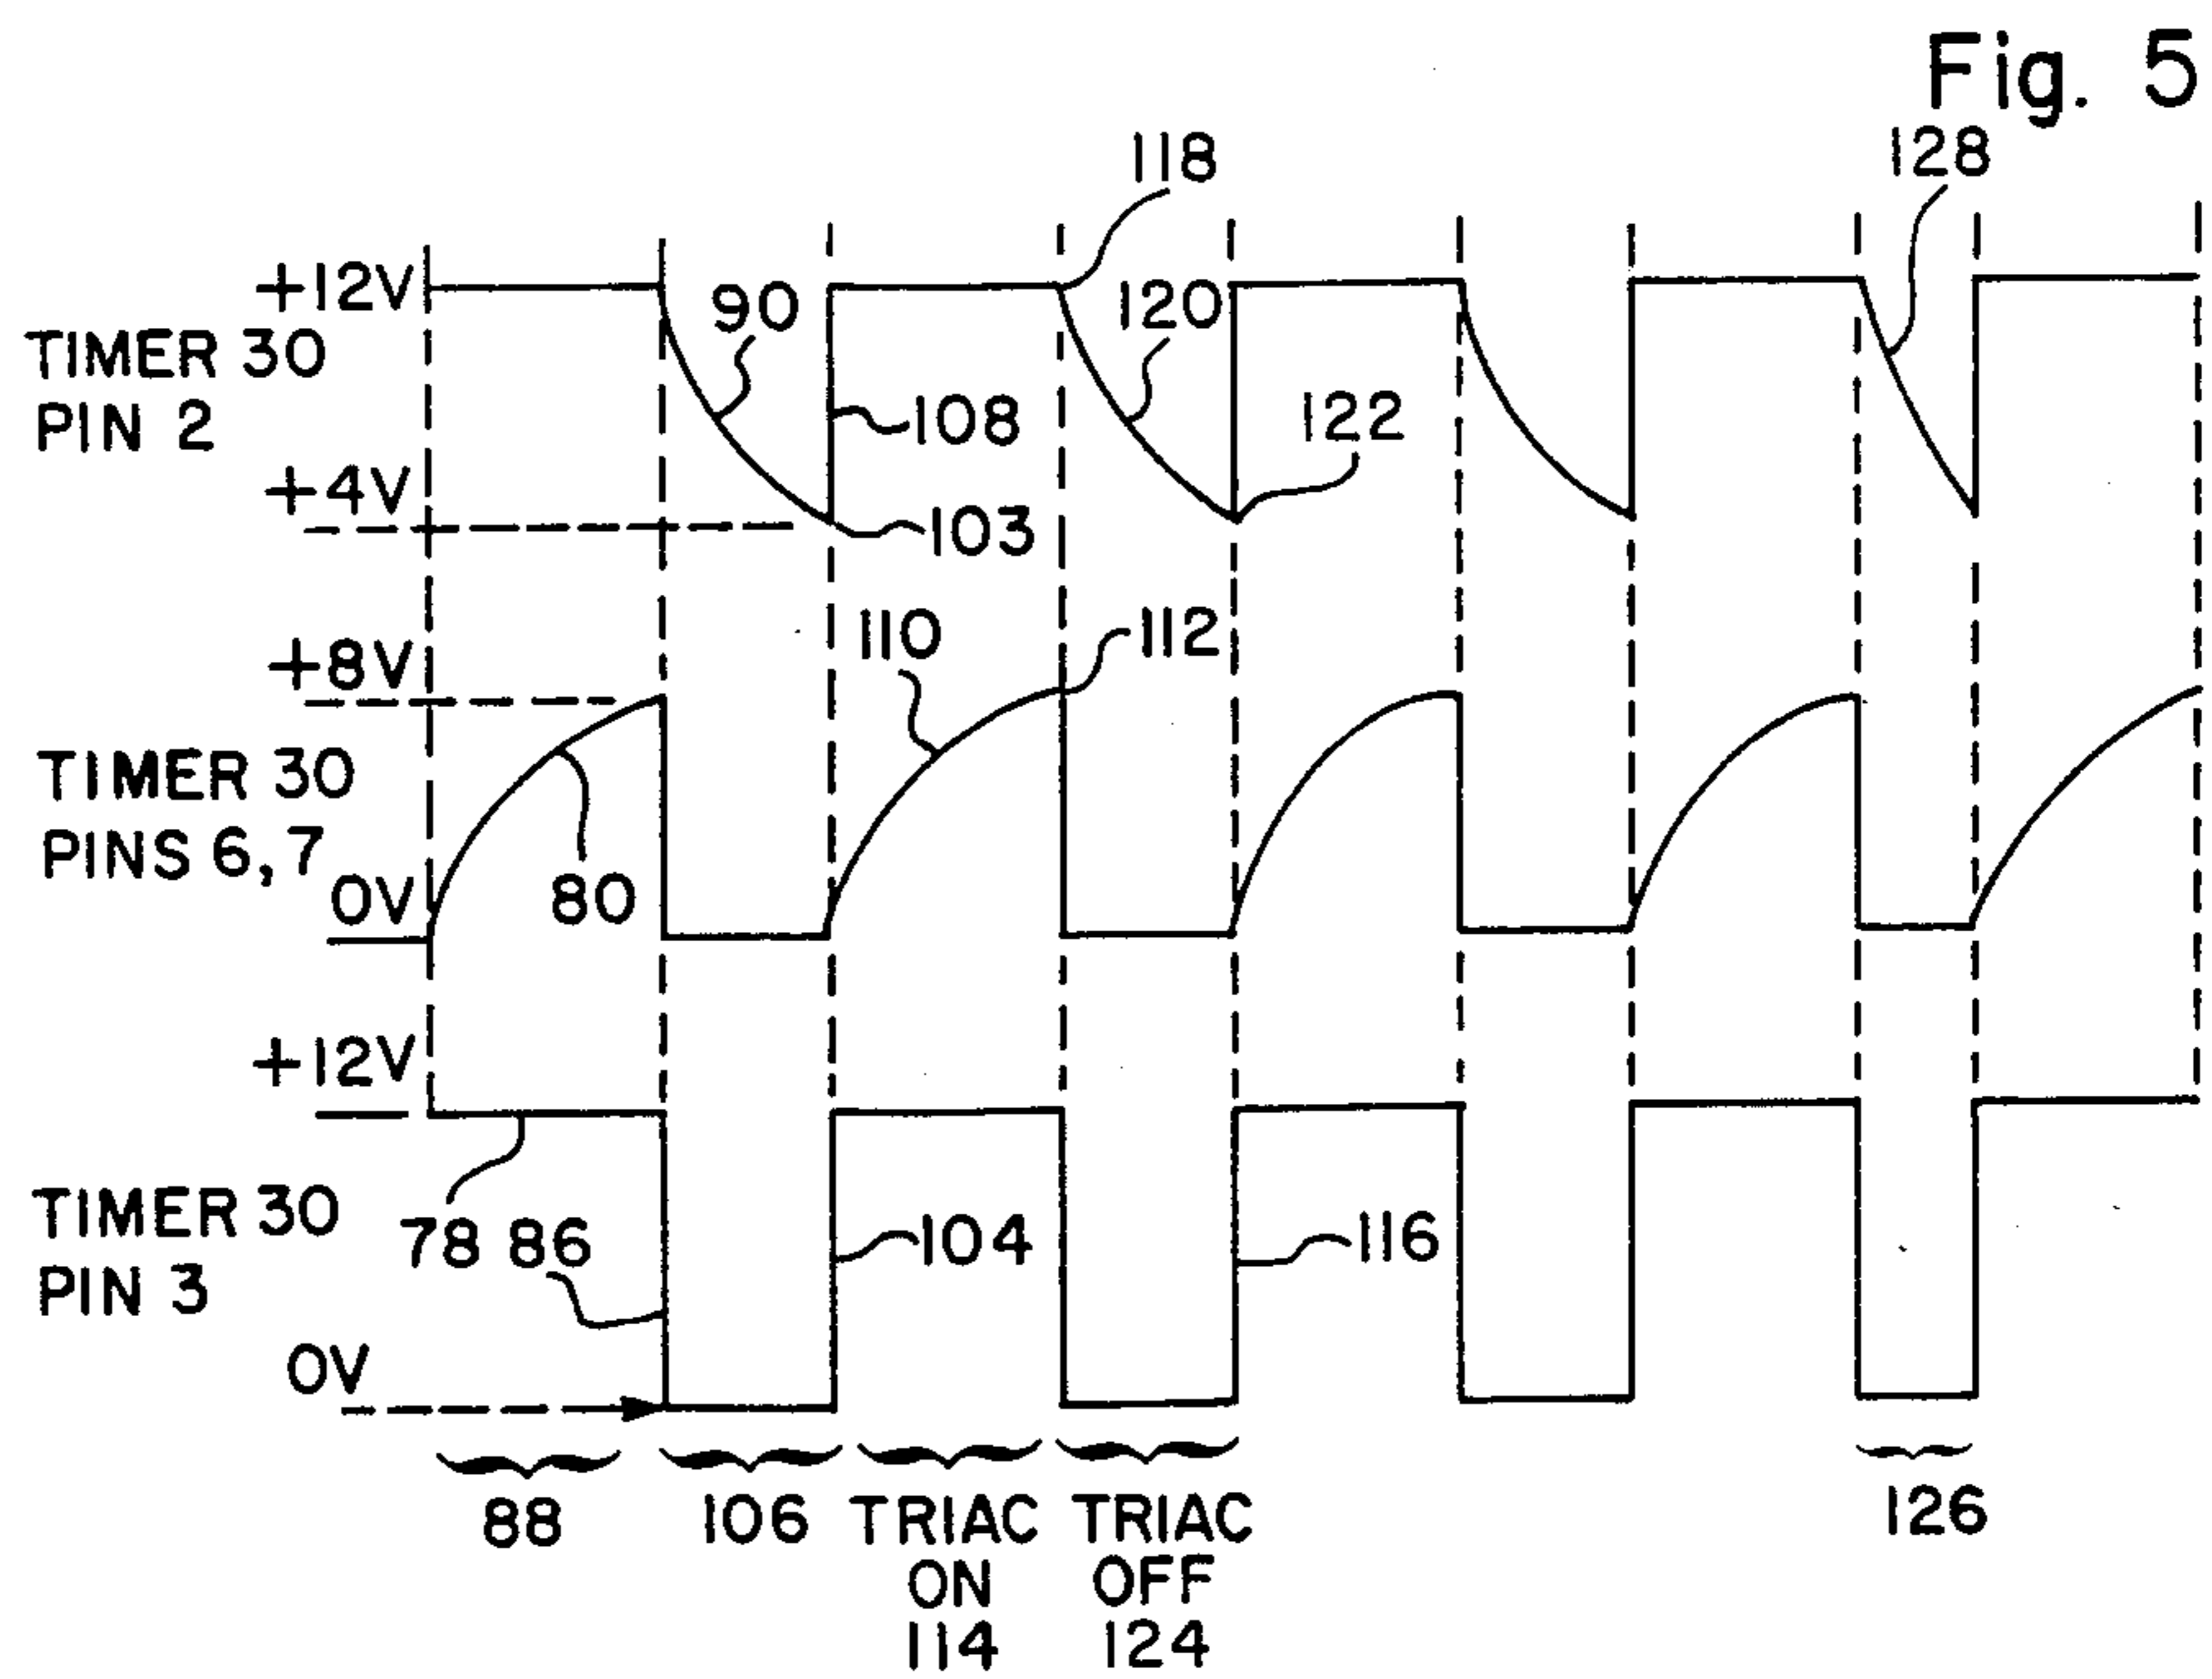 Fig. 5
118
128
+12V
90
120
TIMER 30
PIN 2
108
122
+4V
103
110
112
+8V
TIMER 30
PINS 6,7
80
0V
+12V
TIMER 30
PIN 3
78
86
104
116
0V
88
106
TRIAC
ON
114
TRIAC
OFF
124
126